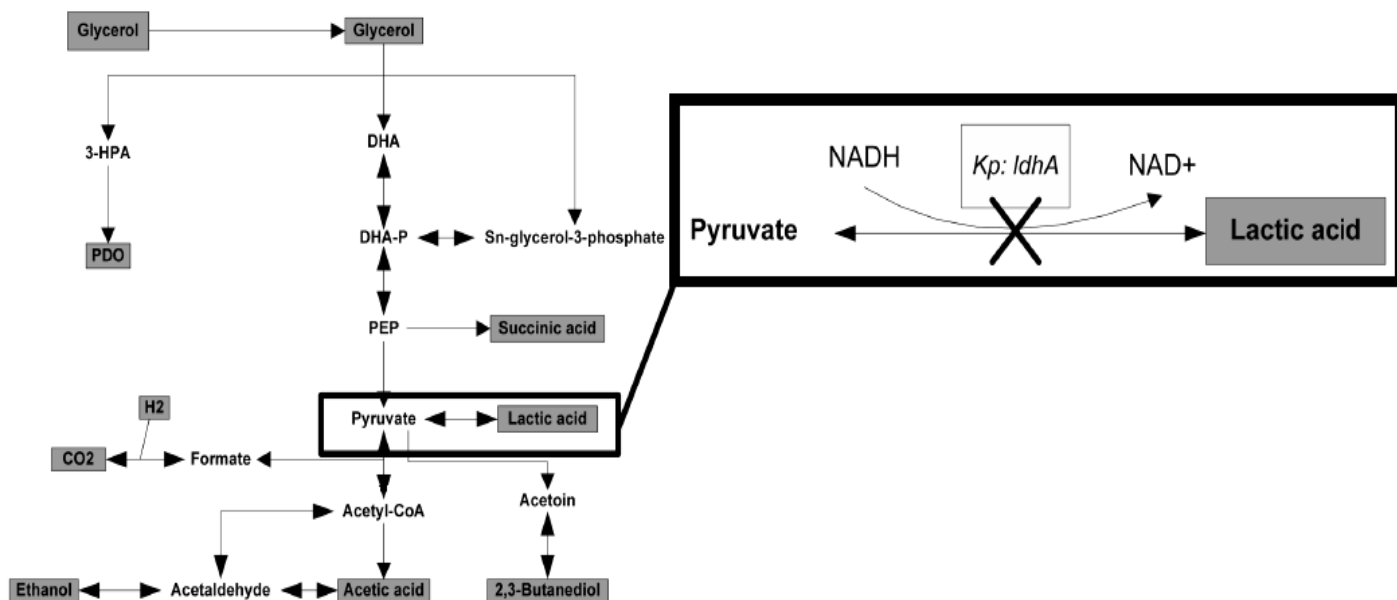 Glycerol
Glycerol
DHA
3-HPA
DHA-P
Sn-glycerol-3-phosphate
PDO
PEP
Succinic acid
H2
Pyruvate
Lactic acid
CO2
Formate
Acetyl-CoA
Acetoin
Ethanol
Acetaldehyde
Acetic acid
2,3-Butanediol
NADH
Kp: ldhA
NAD+
Pyruvate
Lactic acid